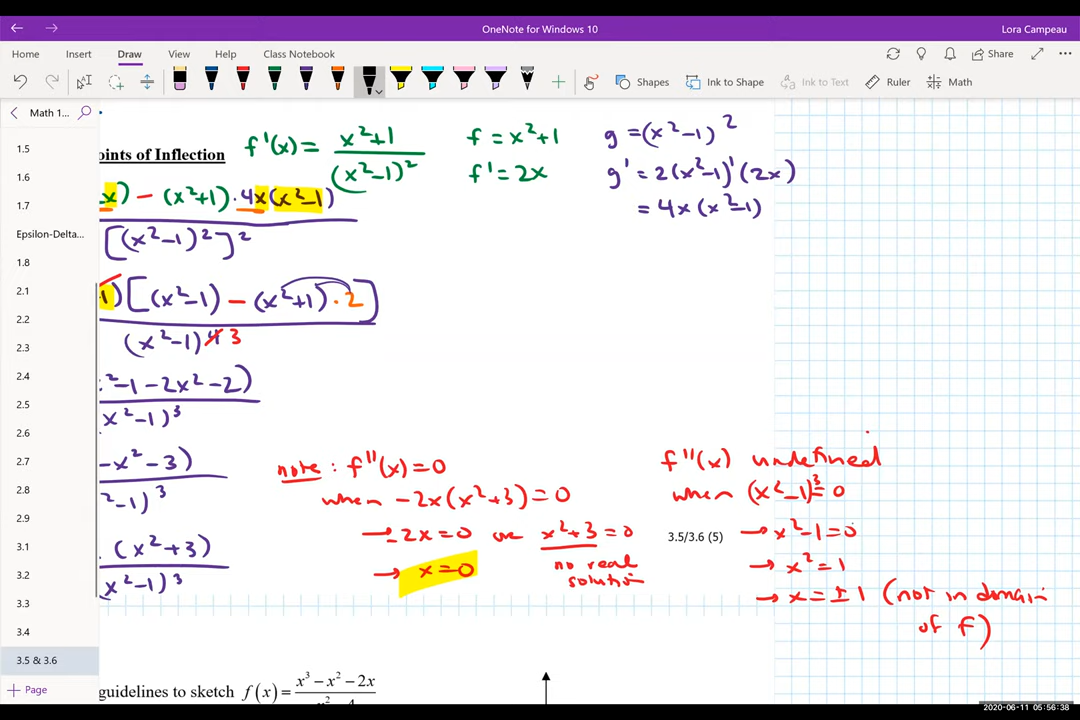 OneNote for Windows 10
Lora Campeau
Home Insert Draw View Help Class Notebook
Share
Shapes Ink to Shape Ink to Text Ruler Math
Math 1...
1.5
1.6
1.7
Epsilon-Delta...
1.8
2.1
2.2
2.3
2.4
2.5
2.6
2.7
2.8
2.9
3.1
3.2
3.3
3.4
3.5 & 3.6
Page
oints of Inflection
f'(x) = x²+1 / (x²-1)²
f = x²+1
f' = 2x
g = (x²-1)²
g' = 2(x²-1)¹(2x)
= 4x(x²-1)
x) - (x²+1)·4x(x²-1)
[(x²-1)²]²
1)[(x²-1) - (x²+1)·2]
(x²-1)4 3
²-1-2x²-2)
x²-1)³
-x²-3)
²-1)³
(x²+3)
x²-1)³
note: f''(x)=0
when -2x(x²+3)=0
→ -2x=0 or x²+3=0
→ x=0
no real
solution
f''(x) undefined
when (x²-1)³=0
3.5/3.6 (5)
→ x²-1=0
→ x²=1
→ x=±1 (not in domain
of f)
guidelines to sketch f(x) = x³ - x² - 2x
2020-06-11 05:56:38